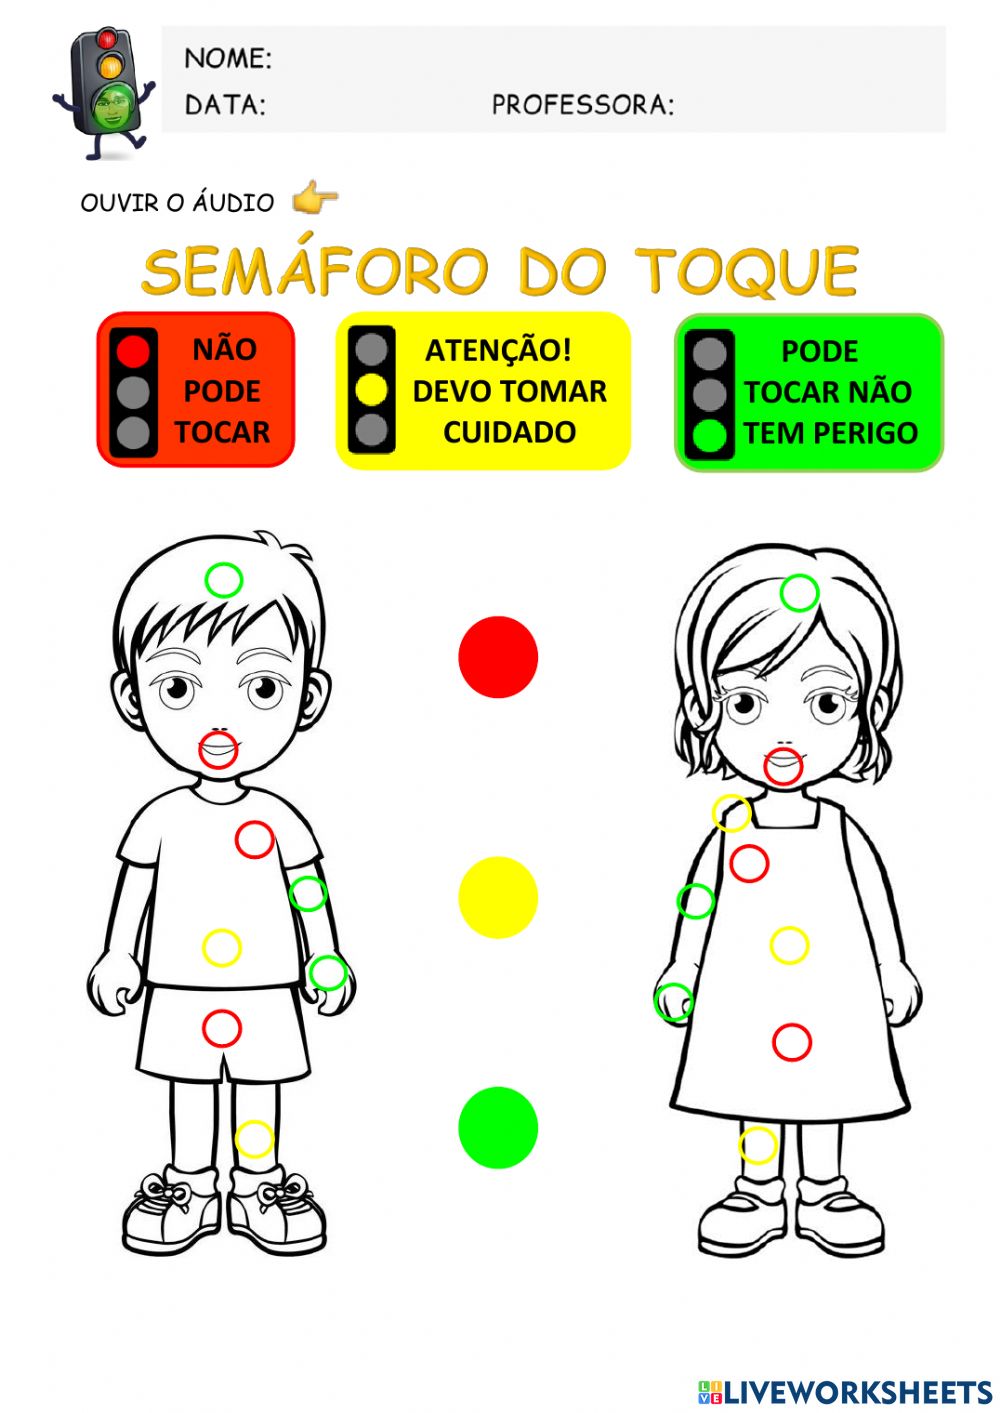 NOME:
DATA: PROFESSORA:
OUVIR O ÁUDIO
SEMÁFORO DO TOQUE
NÃO
PODE
TOCAR
ATENÇÃO!
DEVO TOMAR
CUIDADO
PODE
TOCAR NÃO
TEM PERIGO
LIVE LIVEWORKSHEETS